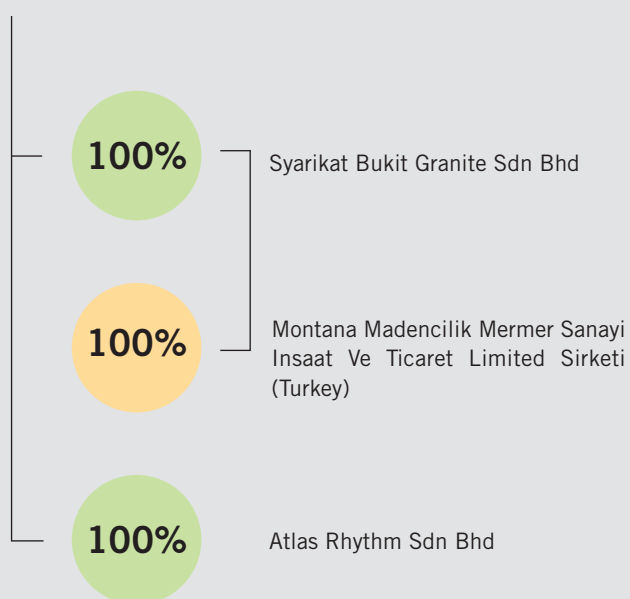 100%
Syarikat Bukit Granite Sdn Bhd
100%
Montana Madencilik Mermer Sanayi
Insaat Ve Ticaret Limited Sirketi
(Turkey)
100%
Atlas Rhythm Sdn Bhd